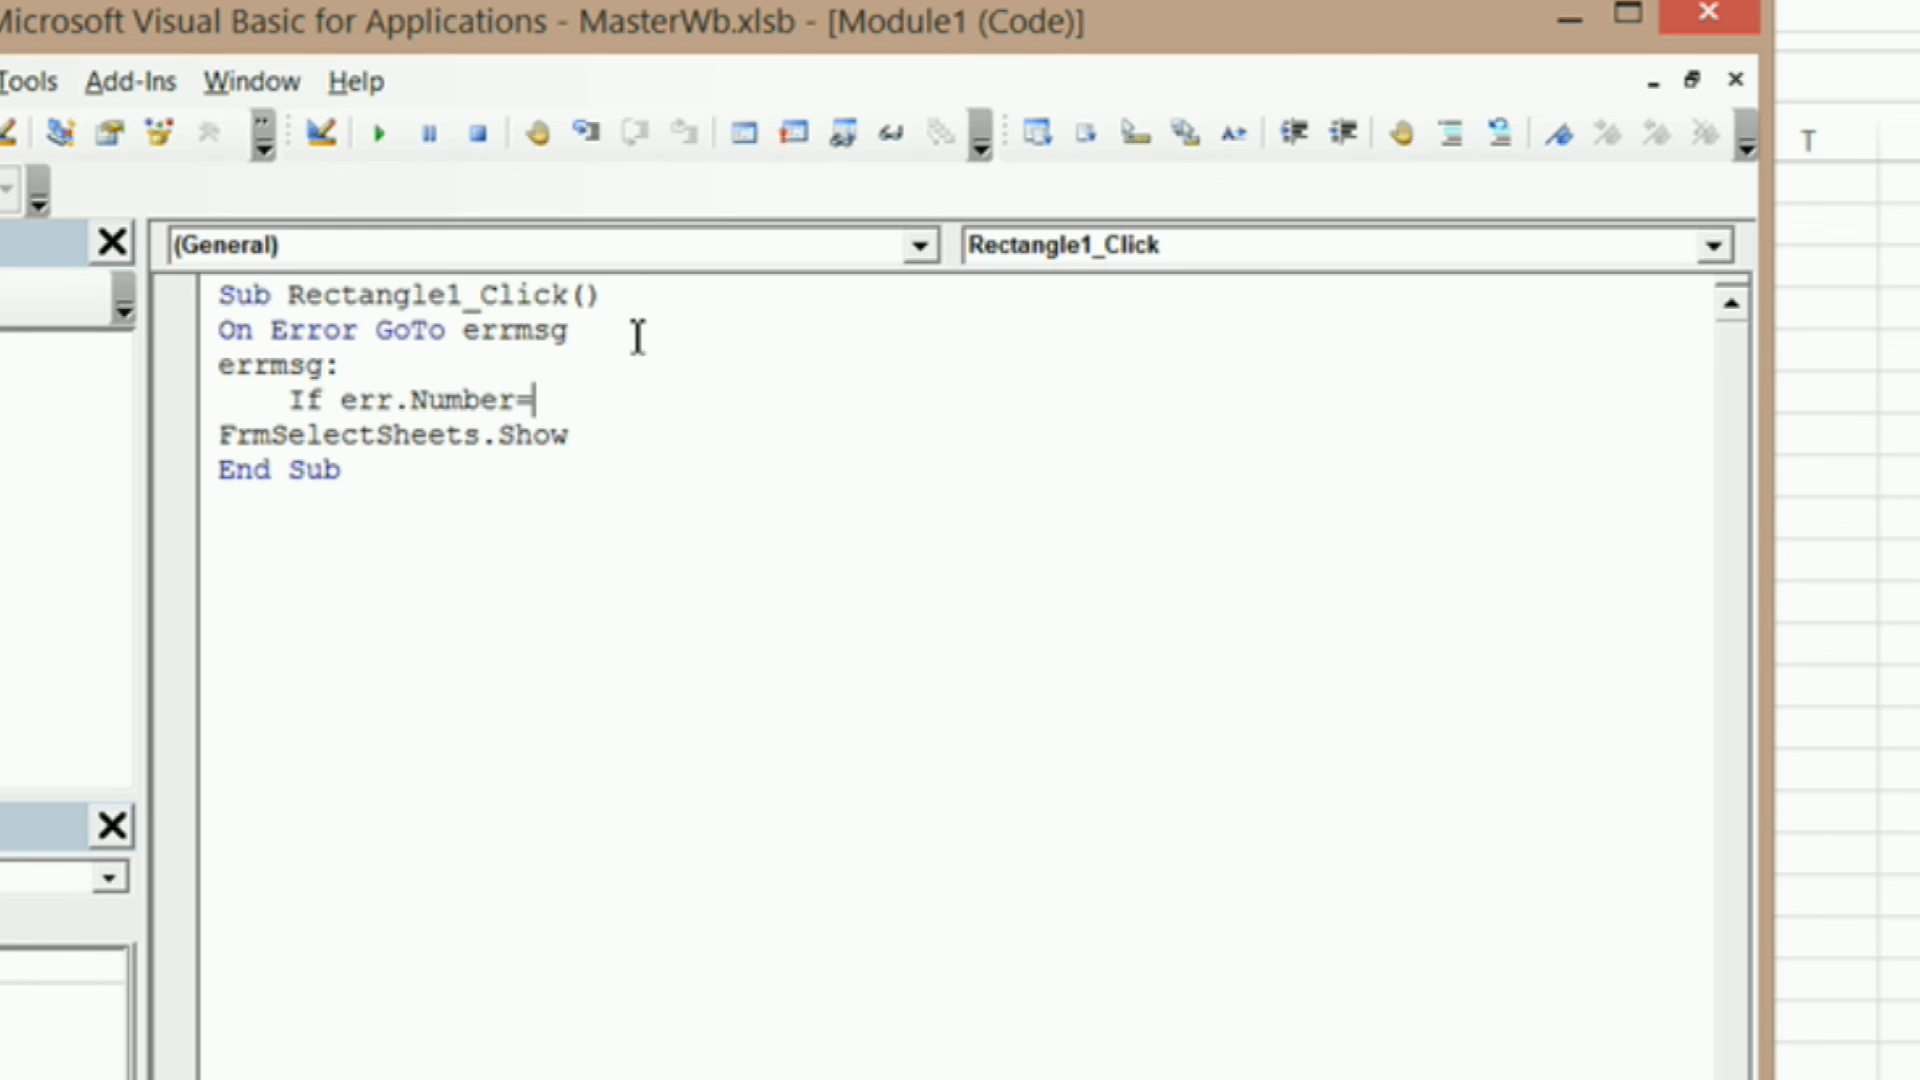 Microsoft Visual Basic for Applications - MasterWb.xlsb - [Module1 (Code)]
Tools Add-Ins Window Help
T
(General)
Rectangle1_Click
Sub Rectangle1_Click()
On Error GoTo errmsg
errmsg:
If err.Number=
FrmSelectSheets.Show
End Sub